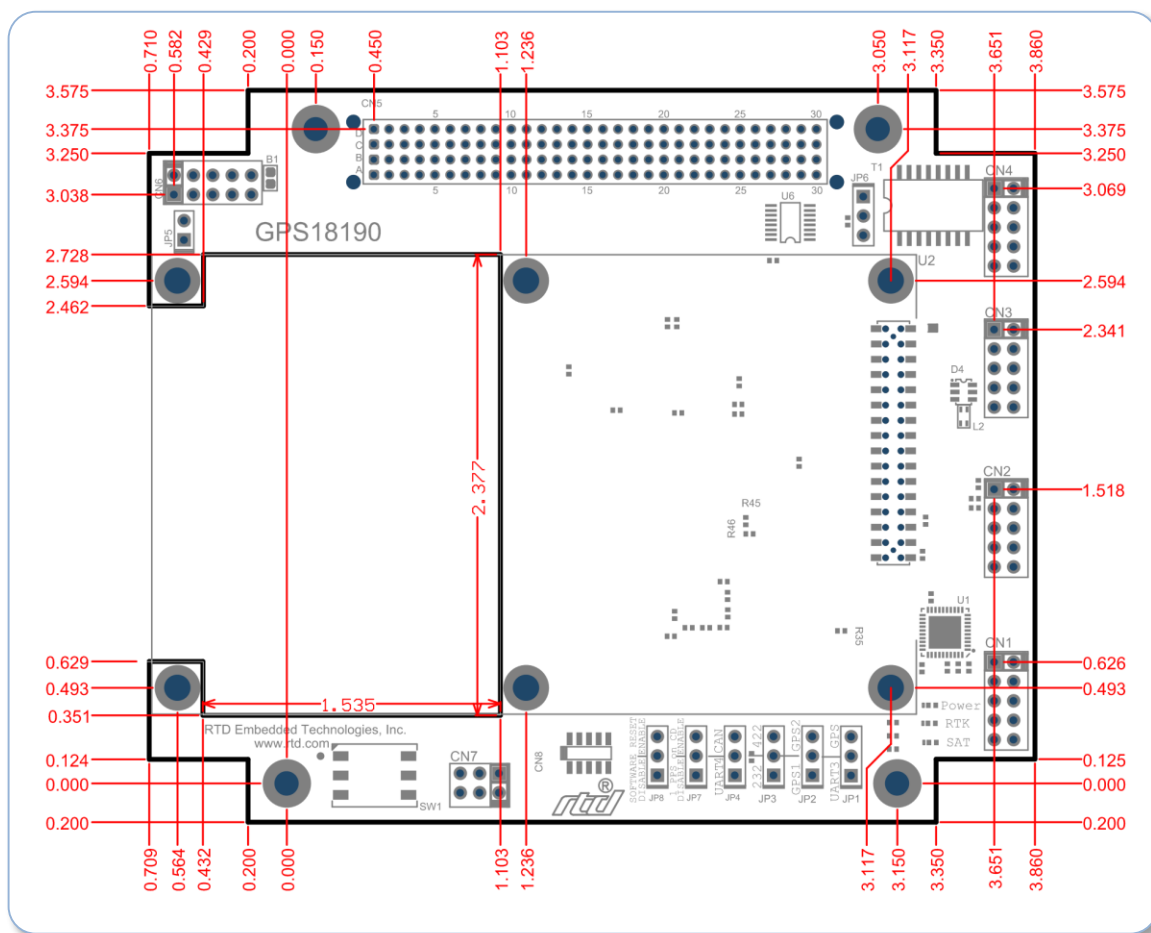 0.710 0.582 0.429 0.200 0.000 0.150 0.450 1.103 1.236 3.050 3.117 3.350 3.651 3.860
3.575 3.575
CN5
5 10 15 20 25 30
3.375 D 3.375
C
3.250 B 3.250
B1 T1
A CN4
CN6 JP6
3.038 5 10 15 20 25 30 3.069
U6
JP5
GPS18190
2.728
U2
2.594 2.594
2.462
CN3
2.341
D4
L2
2.377
CN2
1.518
R45
R46
U1
R35
CN1
0.629 0.626
0.493 0.493
1.535
0.351
Power
RTK
SAT
RTD Embedded Technologies, Inc.
www.rtd.com
SOFTWARE RESET
DISABLE ENABLE
1 PPS ON CD
DISABLE ENABLE
UART4 CAN
232 422
GPS1 GPS2
UART3 GPS
CN7 CN8
0.124 0.125
0.000 0.000
SW1
rtd®
JP8 JP7 JP4 JP3 JP2 JP1
0.200 0.200
0.709 0.564 0.432 0.200 0.000 1.103 1.236 3.117 3.150 3.350 3.651 3.860